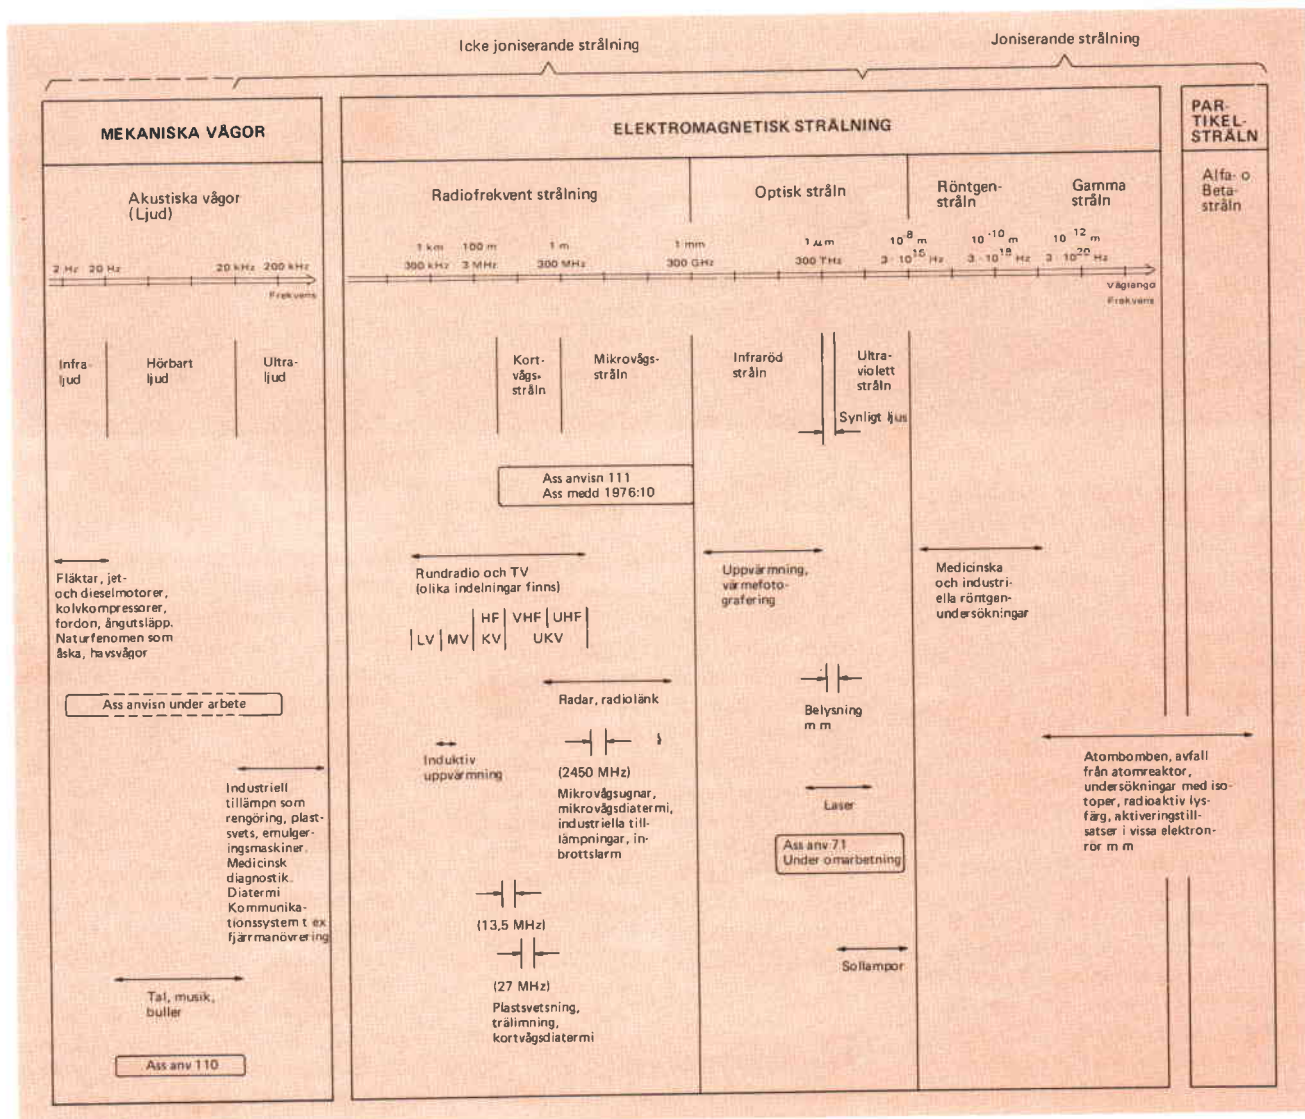 Icke joniserande strålning
Joniserande strålning
MEKANISKA VÅGOR
Akustiska vågor
(Ljud)
2 Hz 20 Hz 20 kHz 200 kHz
Frekvens
Infra-
ljud
Hörbart
ljud
Ultra-
ljud
Fläktar, jet-
och dieselmotorer,
kolvkompressorer,
fordon, ångutsläpp.
Naturfenomen som
åska, havsvågor
Ass anvisn under arbete
Industriell
tillämpn som
rengöring, plast-
svets, emulger-
ingsmaskiner.
Medicinsk
diagnostik.
Diatermi
Kommunika-
tionssystem t ex
fjärrmanövrering
Tal, musik,
buller
Ass anv 110
ELEKTROMAGNETISK STRÅLNING
Radiofrekvent strålning
Optisk stråln
Röntgen-
stråln
Gamma
stråln
1 km 100 m 1 m 1 mm 1 µm 10-8 m 10-10 m 10 12 m
300 kHz 3 MHz 300 MHz 300 GHz 300 THz 3 · 10 Hz 3 · 10 Hz 3 · 10 20 Hz
Våglängd
Frekvens
Kort-
vågs-
stråln
Mikrovågs-
stråln
Infraröd
stråln
Ultra-
violett
stråln
Synligt ljus
Ass anvisn 111
Ass medd 1976:10
Rundradio och TV
(olika indelningar finns)
HF VHF UHF
LV MV KV UKV
Uppvärmning,
värmefoto-
grafering
Medicinska
och industri-
ella röntgen-
undersökningar
Radar, radiolänk
Belysning
m m
Induktiv
uppvärmning
(2450 MHz)
Mikrovågsugnar,
mikrovågsdiatermi,
industriella till-
lämpningar, in-
brottslarm
Laser
Ass anv 71
Under omarbetning
(13,5 MHz)
Sollampor
(27 MHz)
Plastsvetsning,
trälimning,
kortvågsdiatermi
PAR-
TIKEL-
STRÅLN
Alfa- o
Beta-
stråln
Atombomben, avfall
från atomreaktor,
undersökningar med iso-
toper, radioaktiv lys-
färg, aktiveringstill-
satser i vissa elektron-
rör m m